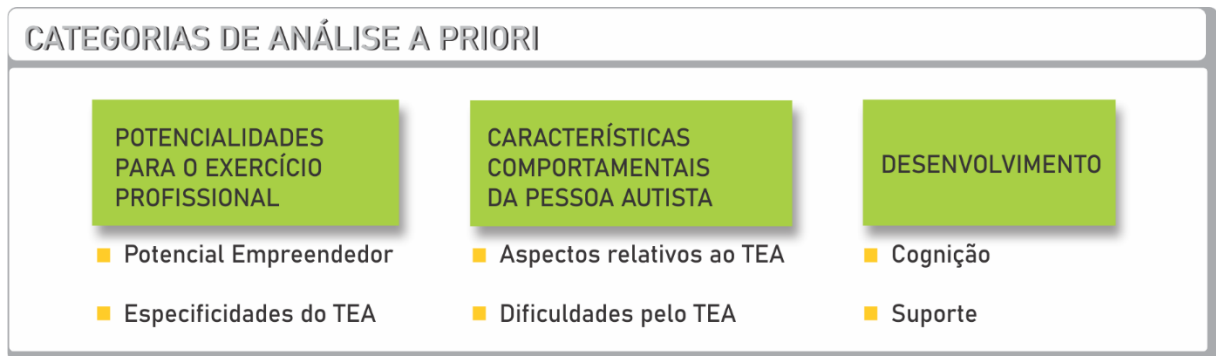 CATEGORIAS DE ANÁLISE A PRIORI
POTENCIALIDADES
PARA O EXERCÍCIO
PROFISSIONAL
Potencial Empreendedor
Especificidades do TEA
CARACTERÍSTICAS
COMPORTAMENTAIS
DA PESSOA AUTISTA
Aspectos relativos ao TEA
Dificuldades pelo TEA
DESENVOLVIMENTO
Cognição
Suporte